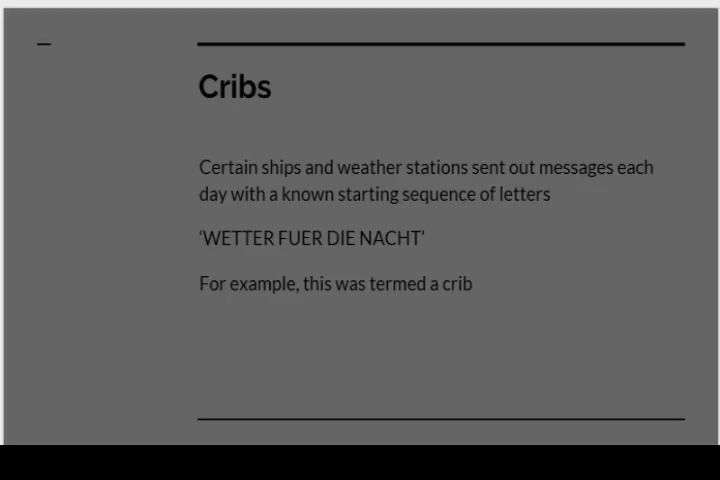 Cribs
Certain ships and weather stations sent out messages each
day with a known starting sequence of letters
‘WETTER FUER DIE NACHT’
For example, this was termed a crib